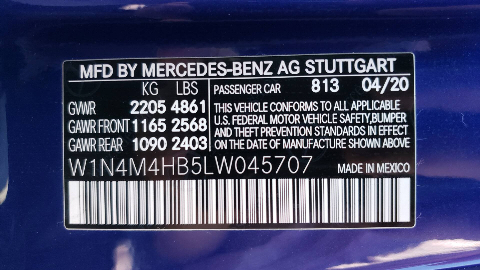 MFD BY MERCEDES-BENZ AG STUTTGART
KG LBS PASSENGER CAR 813 04/20
GVWR 2205 4861
GAWR FRONT 1165 2568
GAWR REAR 1090 2403
THIS VEHICLE CONFORMS TO ALL APPLICABLE
U.S. FEDERAL MOTOR VEHICLE SAFETY,BUMPER
AND THEFT PREVENTION STANDARDS IN EFFECT
ON THE DATE OF MANUFACTURE SHOWN ABOVE.
W1N4M4HB5LW045707
MADE IN MEXICO